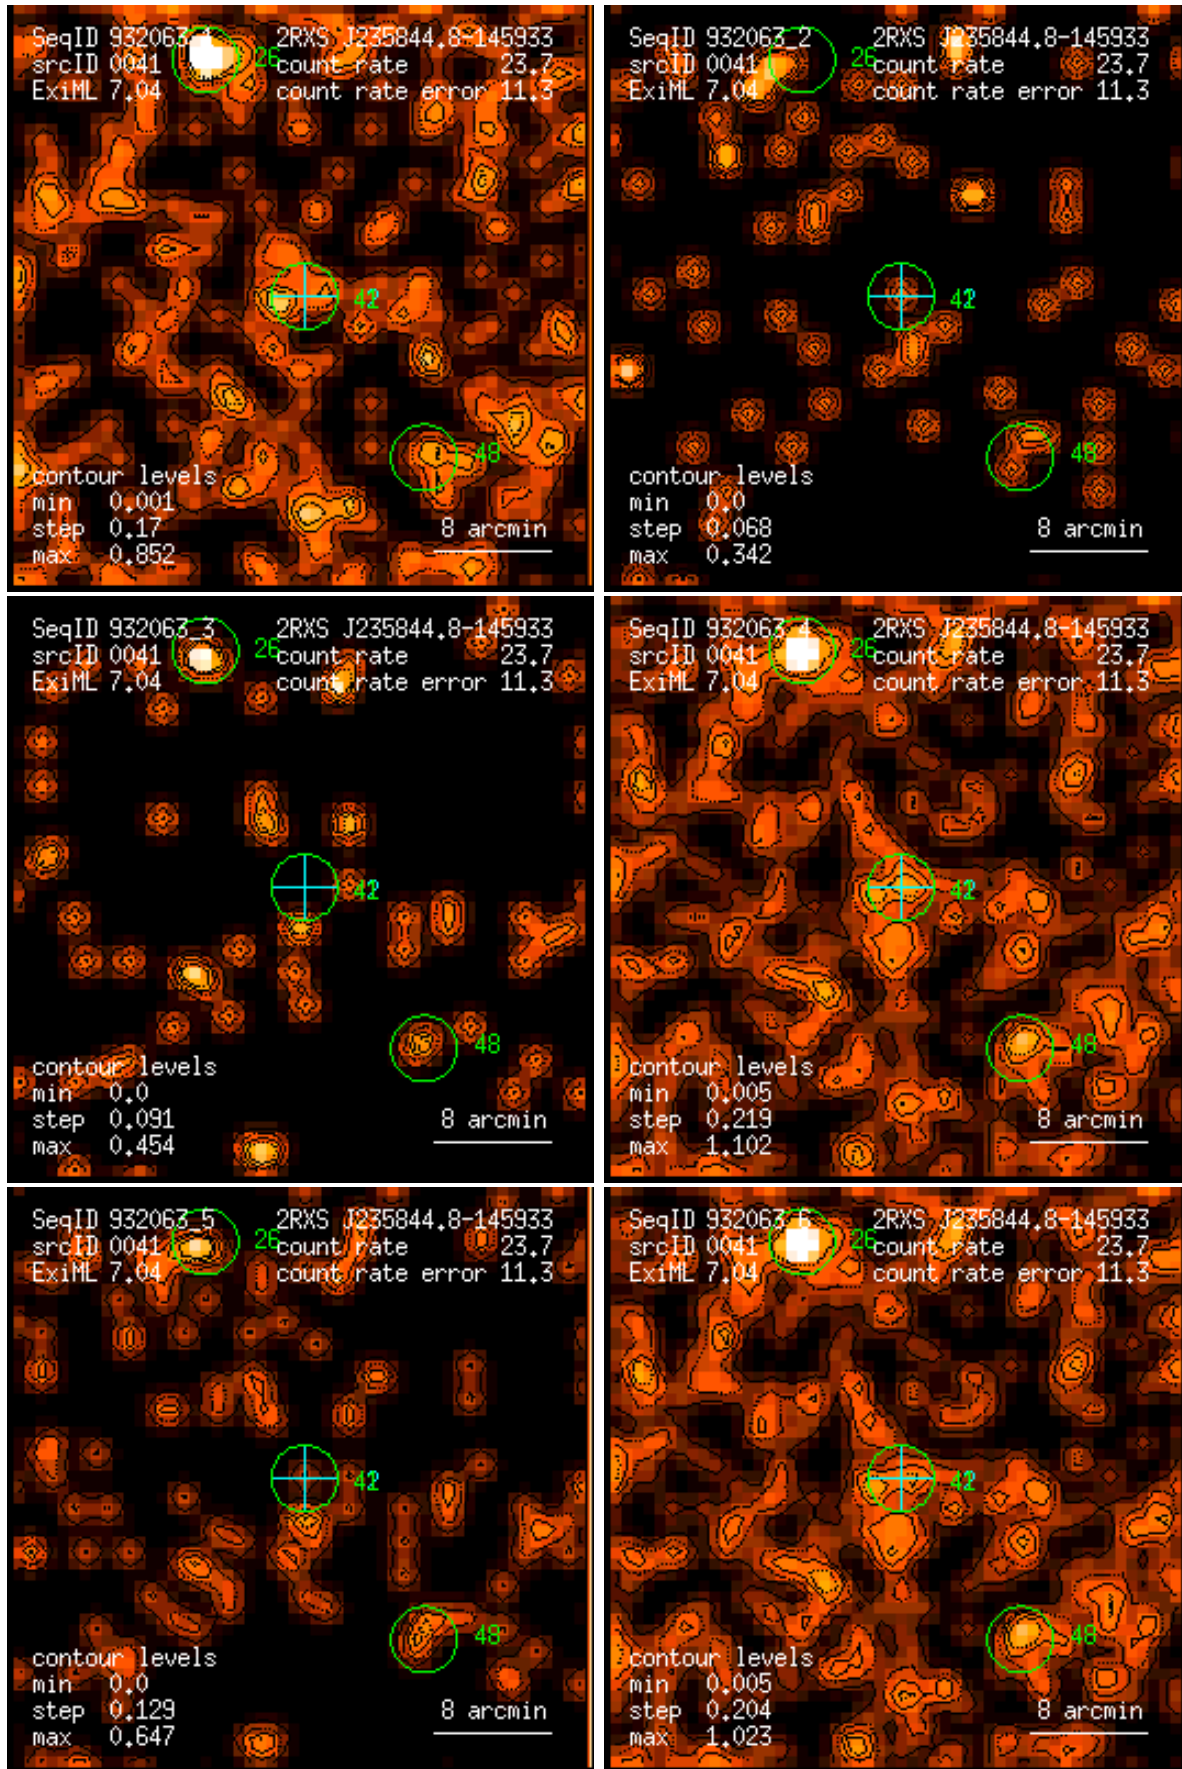 SeqID 932063_1 2RXS J235844.8-145933
26
srcID 0041 count rate 23.7
ExiML 7.04 count rate error 11.3
48
contour levels
min 0.001
step 0.17 8 arcmin
max 0.852
SeqID 932063_2 2RXS J235844.8-145933
26
srcID 0041 count rate 23.7
ExiML 7.04 count rate error 11.3
48
contour levels
min 0.0
step 0.068 8 arcmin
max 0.342
SeqID 932063_3 2RXS J235844.8-145933
26
srcID 0041 count rate 23.7
ExiML 7.04 count rate error 11.3
48
contour levels
min 0.0
step 0.091 8 arcmin
max 0.454
SeqID 932063_4 2RXS J235844.8-145933
26
srcID 0041 count rate 23.7
ExiML 7.04 count rate error 11.3
48
contour levels
min 0.005
step 0.219 8 arcmin
max 1.102
SeqID 932063_5 2RXS J235844.8-145933
26
srcID 0041 count rate 23.7
ExiML 7.04 count rate error 11.3
48
contour levels
min 0.0
step 0.129 8 arcmin
max 0.647
SeqID 932063_6 2RXS J235844.8-145933
26
srcID 0041 count rate 23.7
ExiML 7.04 count rate error 11.3
48
contour levels
min 0.005
step 0.204 8 arcmin
max 1.023